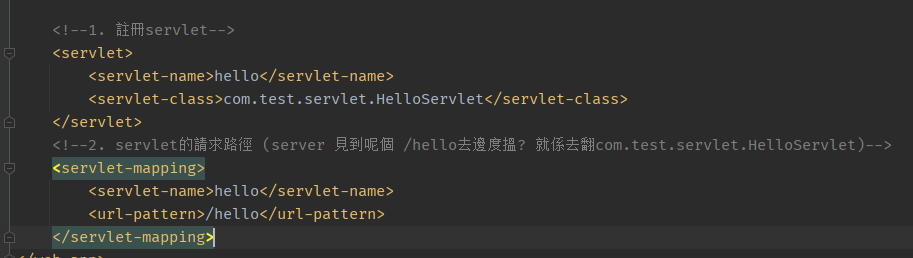 <!--1. 註冊servlet-->
<servlet>
<servlet-name>hello</servlet-name>
<servlet-class>com.test.servlet.HelloServlet</servlet-class>
</servlet>
<!--2. servlet的請求路徑 (server 見到呢個 /hello去邊度搵? 就係去翻com.test.servlet.HelloServlet)-->
<servlet-mapping>
<servlet-name>hello</servlet-name>
<url-pattern>/hello</url-pattern>
</servlet-mapping>